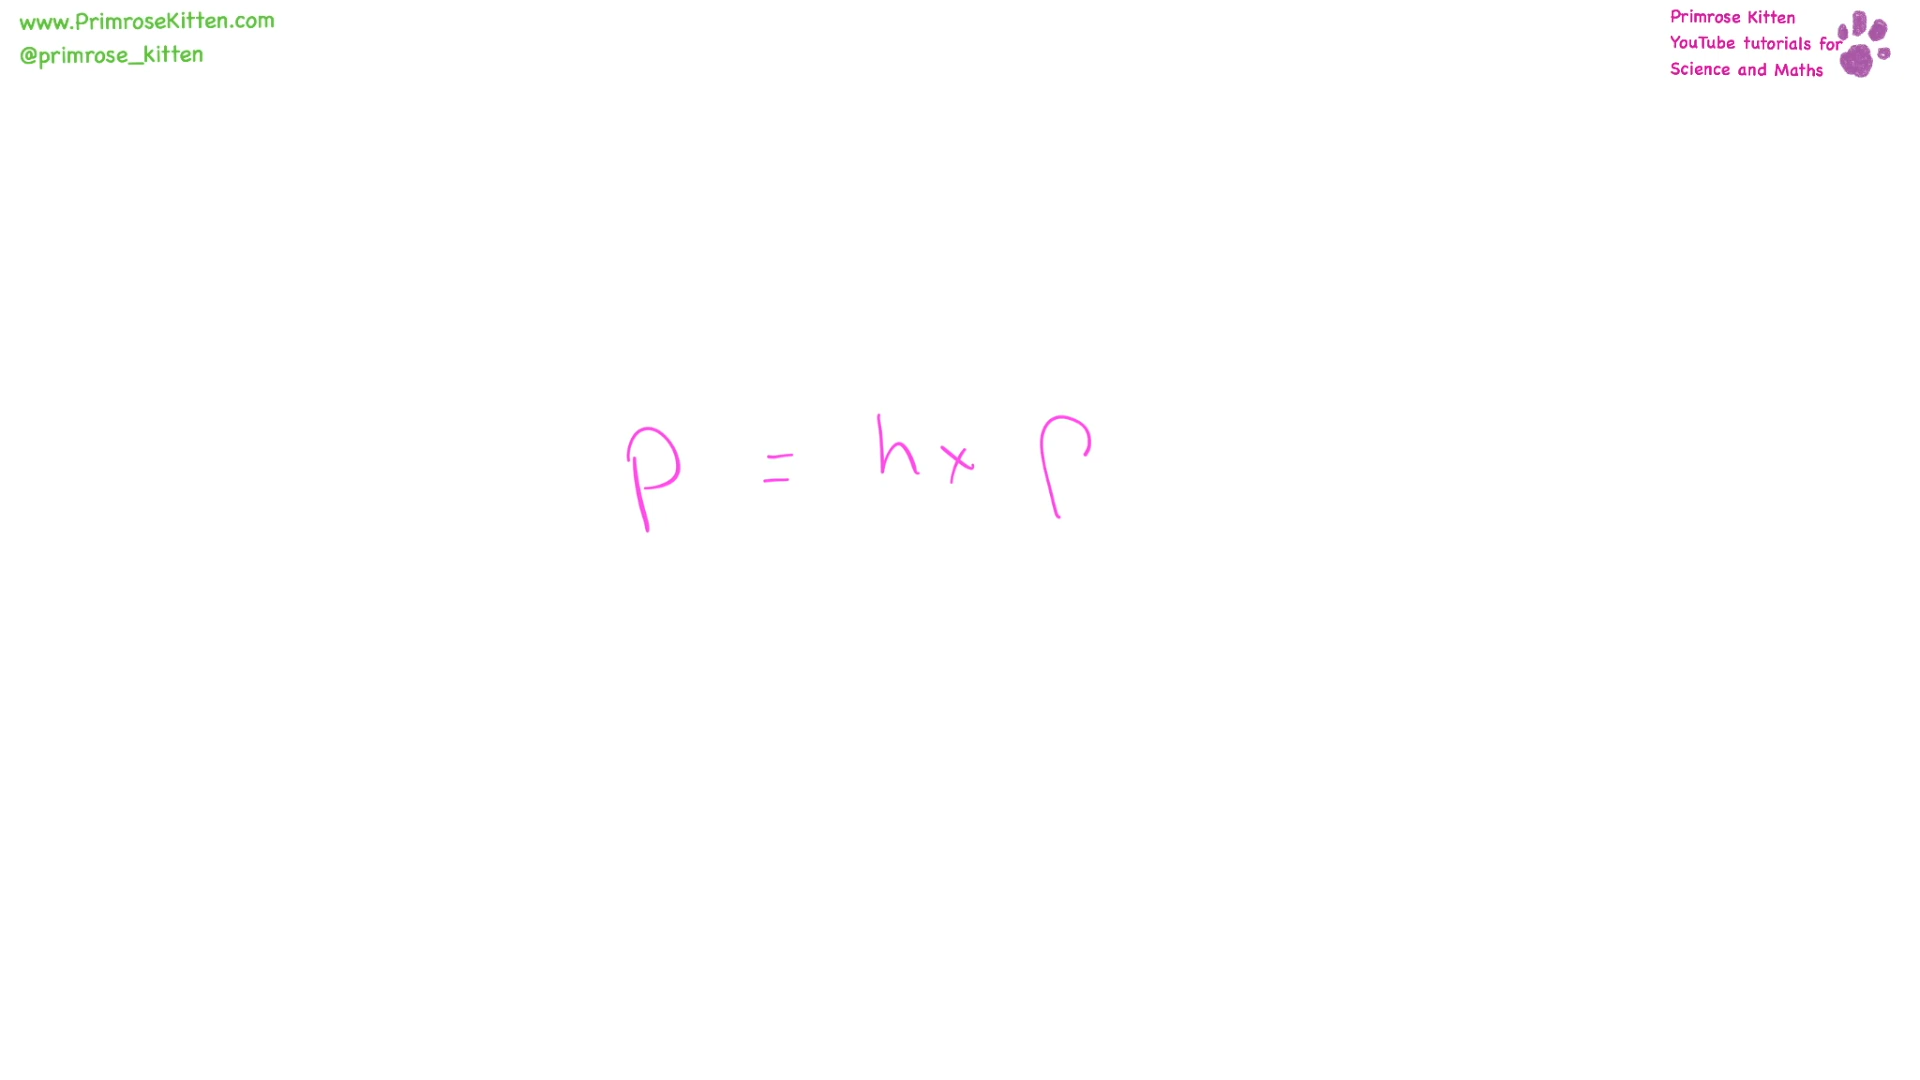 www.PrimroseKitten.com
@primrose_kitten
Primrose Kitten
YouTube tutorials for
Science and Maths
p = h x ρ